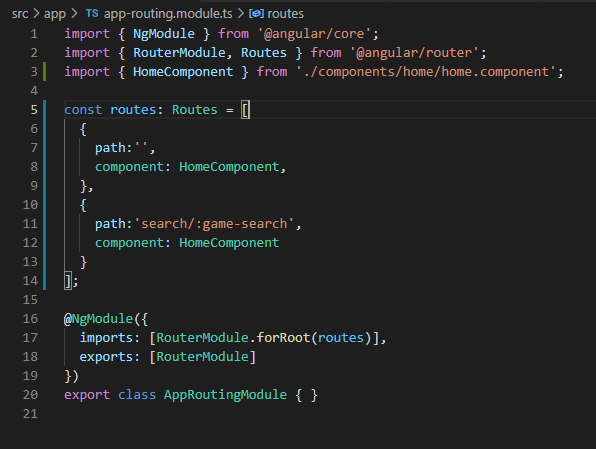 src > app > TS app-routing.module.ts > routes
1 import { NgModule } from '@angular/core';
2 import { RouterModule, Routes } from '@angular/router';
3 import { HomeComponent } from './components/home/home.component';
4
5 const routes: Routes = [
6 {
7 path:'',
8 component: HomeComponent,
9 },
10 {
11 path:'search/:game-search',
12 component: HomeComponent
13 }
14 ];
15
16 @NgModule({
17 imports: [RouterModule.forRoot(routes)],
18 exports: [RouterModule]
19 })
20 export class AppRoutingModule { }
21